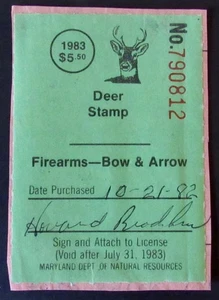 1983
$5.50
No. 790812
Deer
Stamp
Firearms—Bow & Arrow
Date Purchased 10-21-82
Howard
Sign and Attach to License
(Void after July 31, 1983)
MARYLAND DEPT OF NATURAL RESOURCES